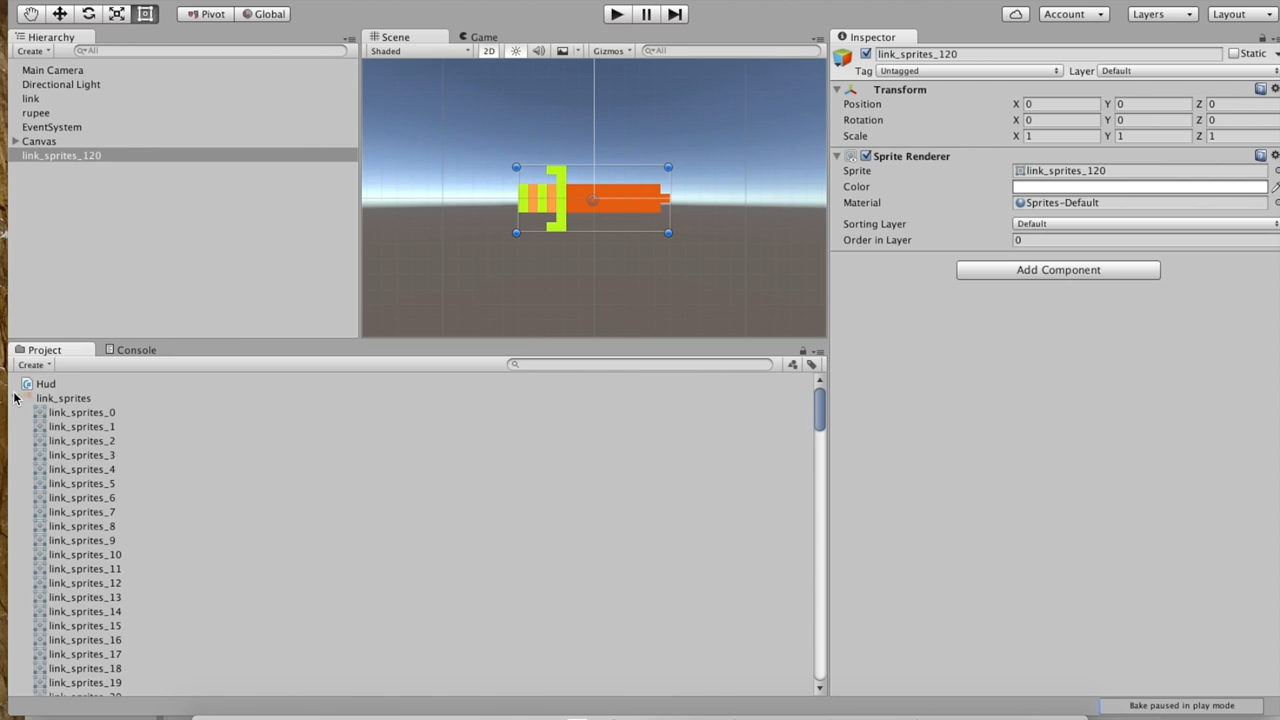 Pivot Global Account Layers Layout
Hierarchy
Create All
Main Camera
Directional Light
link
rupee
EventSystem
Canvas
link_sprites_120
Scene Game
Shaded 2D Gizmos All
Inspector
link_sprites_120 Static
Tag Untagged Layer Default
Transform
Position X 0 Y 0 Z 0
Rotation X 0 Y 0 Z 0
Scale X 1 Y 1 Z 1
Sprite Renderer
Sprite link_sprites_120
Color
Material Sprites-Default
Sorting Layer Default
Order in Layer 0
Add Component
Project Console
Create
Hud
link_sprites
link_sprites_0
link_sprites_1
link_sprites_2
link_sprites_3
link_sprites_4
link_sprites_5
link_sprites_6
link_sprites_7
link_sprites_8
link_sprites_9
link_sprites_10
link_sprites_11
link_sprites_12
link_sprites_13
link_sprites_14
link_sprites_15
link_sprites_16
link_sprites_17
link_sprites_18
link_sprites_19
Bake paused in play mode